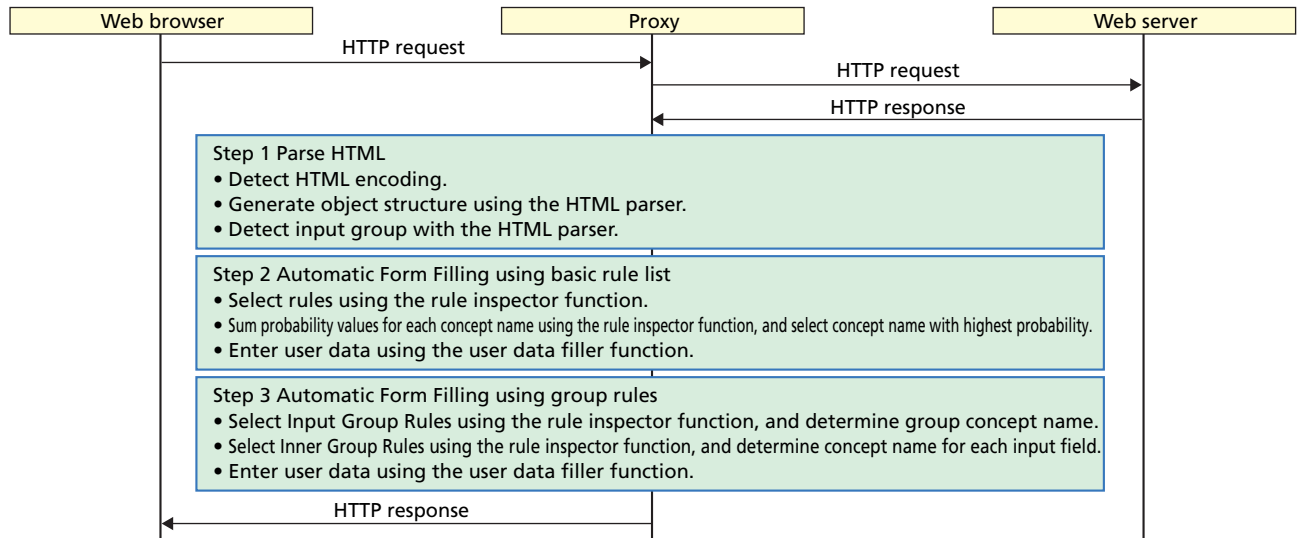 Web browser
Proxy
Web server
HTTP request
HTTP request
HTTP response
Step 1 Parse HTML
• Detect HTML encoding.
• Generate object structure using the HTML parser.
• Detect input group with the HTML parser.
Step 2 Automatic Form Filling using basic rule list
• Select rules using the rule inspector function.
• Sum probability values for each concept name using the rule inspector function, and select concept name with highest probability.
• Enter user data using the user data filler function.
Step 3 Automatic Form Filling using group rules
• Select Input Group Rules using the rule inspector function, and determine group concept name.
• Select Inner Group Rules using the rule inspector function, and determine concept name for each input field.
• Enter user data using the user data filler function.
HTTP response